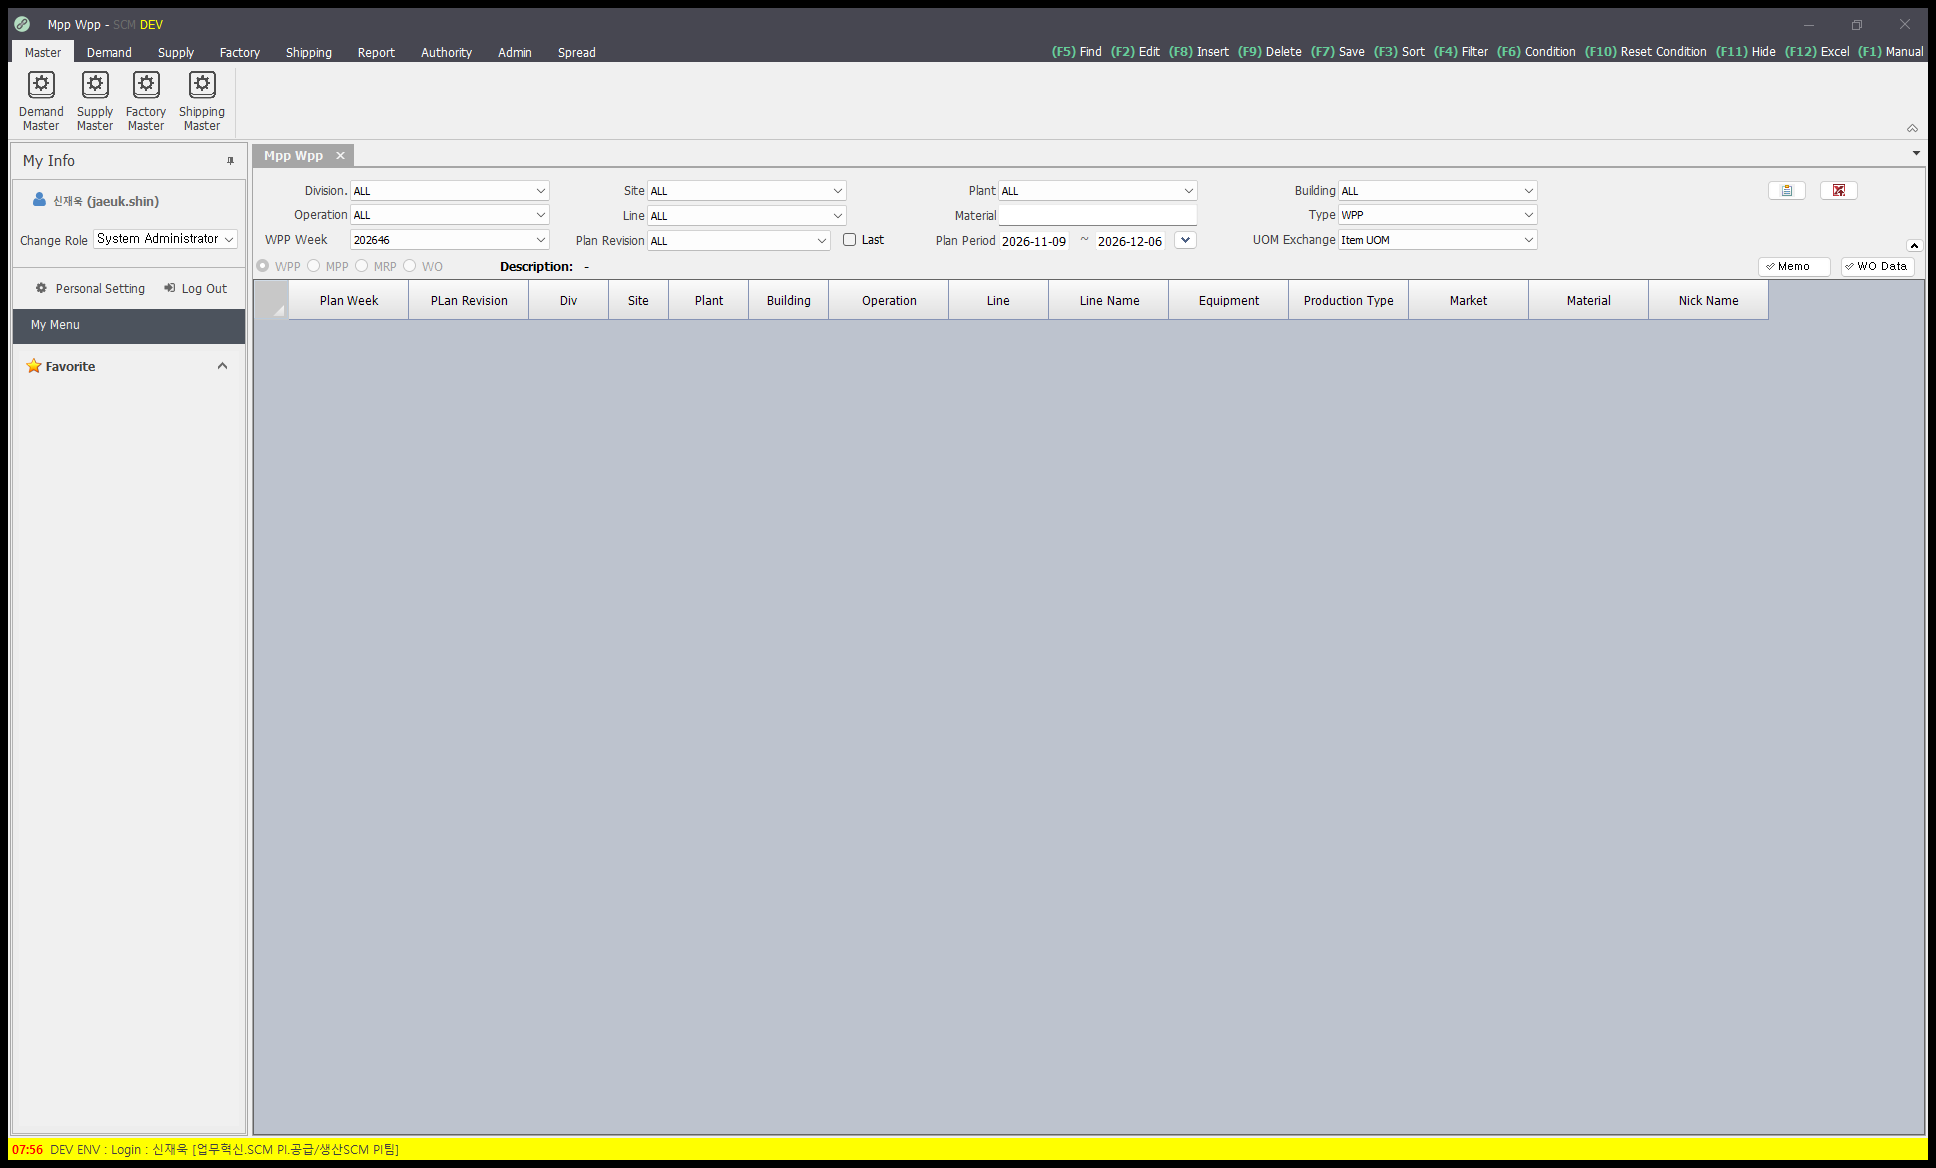 Mpp Wpp - SCM DEV
Master Demand Supply Factory Shipping Report Authority Admin Spread (F5) Find (F2) Edit (F8) Insert (F9) Delete (F7) Save (F3) Sort (F4) Filter (F6) Condition (F10) Reset Condition (F11) Hide (F12) Excel (F1) Manual
Demand Master Supply Master Factory Master Shipping Master
My Info
Mpp Wpp
신재욱 (jaeuk.shin)
Change Role System Administrator
Personal Setting Log Out
My Menu
Favorite
Division. ALL Site ALL Plant ALL Building ALL
Operation ALL Line ALL Material Type WPP
WPP Week 202646 Plan Revision ALL Last Plan Period 2026-11-09 ~ 2026-12-06 UOM Exchange Item UOM
WPP MPP MRP WO Description: - Memo WO Data
Plan Week PLan Revision Div Site Plant Building Operation Line Line Name Equipment Production Type Market Material Nick Name
07:56 DEV ENV : Login : 신재욱 [업무혁신.SCM PI.공급/생산SCM PI팀]